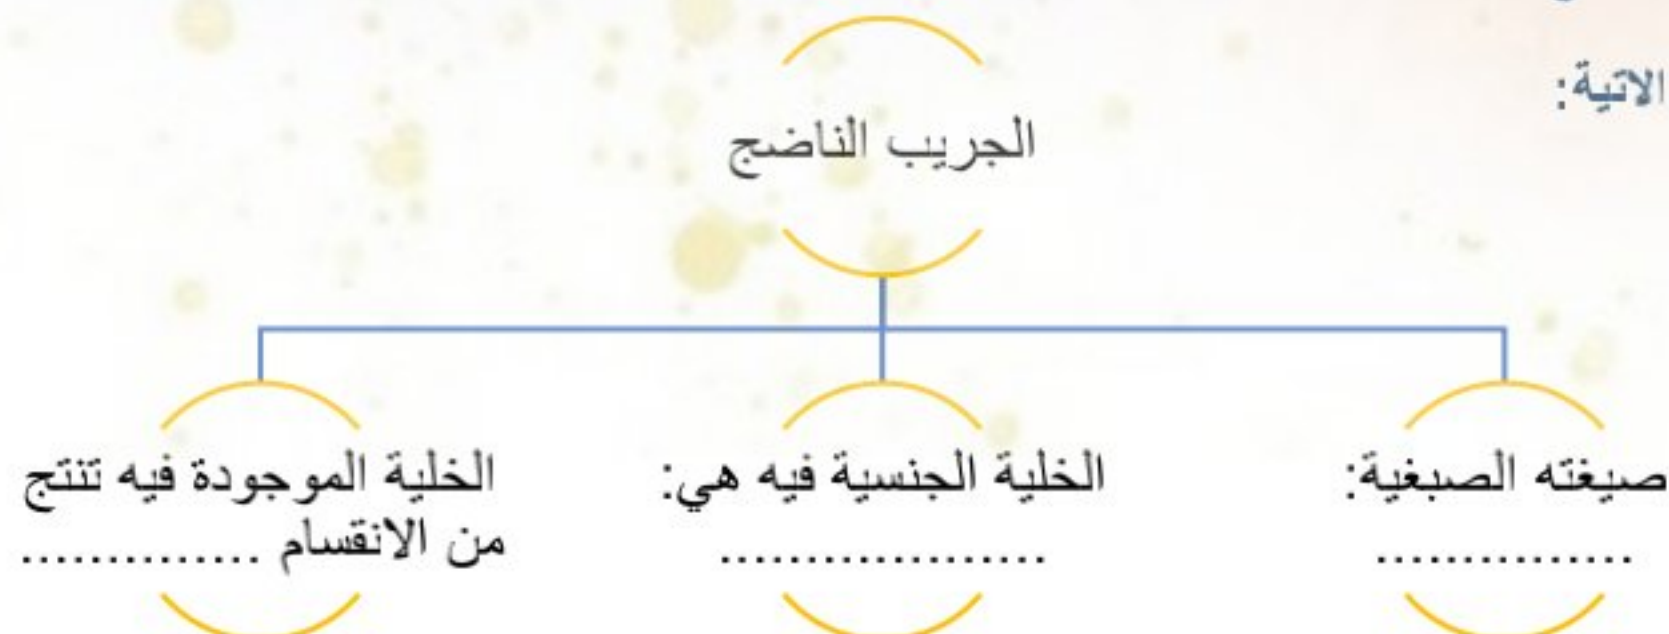 الاتية:
الجريب الناضج
صيغته الصبغية:
...............
الخلية الجنسية فيه هي:
...................
الخلية الموجودة فيه تنتج
من الانقسام ..............